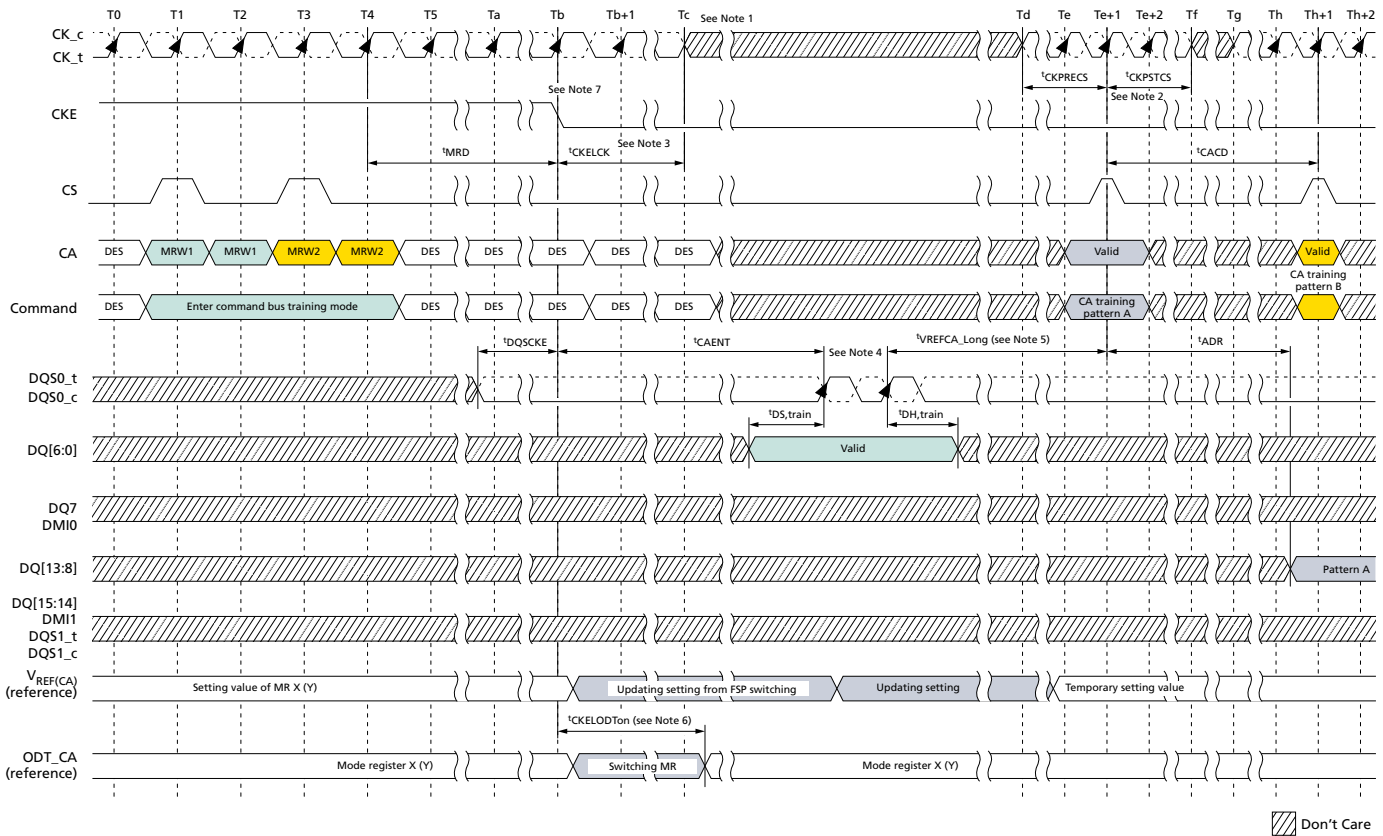 T0 T1 T2 T3 T4 T5 Ta Tb Tb+1 Tc See Note 1 Td Te Te+1 Te+2 Tf Tg Th Th+1 Th+2
CK_c
CK_t
tCKPRECS tCKPSTCS
See Note 7 See Note 2
CKE
tMRD tCKELCK See Note 3 tCACD
CS
CA DES MRW1 MRW1 MRW2 MRW2 DES DES DES DES DES Valid Valid
CA training
pattern B
Command DES Enter command bus training mode DES DES DES DES DES CA training
pattern A
tDQSCKE tCAENT See Note 4 tVREFCA_Long (see Note 5) tADR
DQS0_t
DQS0_c
tDS,train tDH,train
DQ[6:0] Valid
DQ7
DMI0
DQ[13:8] Pattern A
DQ[15:14]
DMI1
DQS1_t
DQS1_c
VREF(CA)
(reference) Setting value of MR X (Y) Updating setting from FSP switching Updating setting Temporary setting value
tCKELODTon (see Note 6)
ODT_CA
(reference) Mode register X (Y) Switching MR Mode register X (Y)
Don't Care